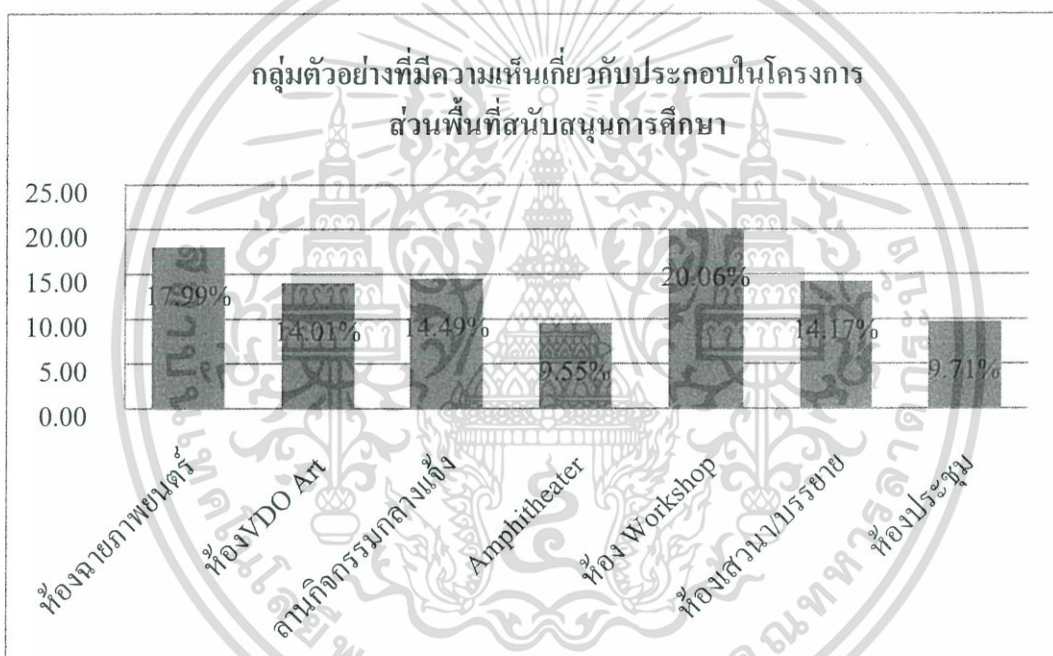 กลุ่มตัวอย่างที่มีความเห็นเกี่ยวกับประกอบในโครงการ
ส่วนพื้นที่สนับสนุนการศึกษา
25.00
20.00
15.00
10.00
5.00
0.00
17.99%
14.01%
14.49%
9.55%
20.06%
14.17%
9.71%
ห้องฉายภาพยนตร์
ห้องVDO Art
ลานกิจกรรมกลางแจ้ง
Amphitheater
ห้อง Workshop
ห้องเสวนา/บรรยาย
ห้องประชุม